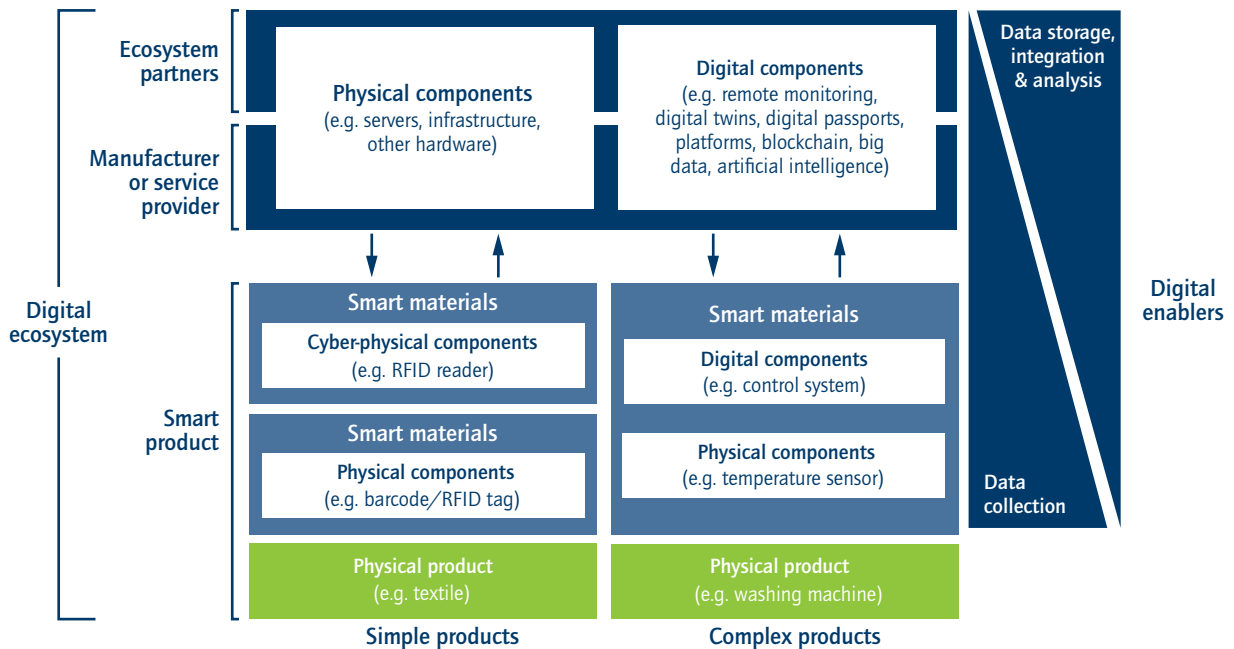 Ecosystem
partners
Manufacturer
or service
provider
Physical components
(e.g. servers, infrastructure,
other hardware)
Digital components
(e.g. remote monitoring,
digital twins, digital passports,
platforms, blockchain, big
data, artificial intelligence)
Data storage,
integration
& analysis
Digital
ecosystem
Digital
enablers
Smart
product
Smart materials
Cyber-physical components
(e.g. RFID reader)
Smart materials
Physical components
(e.g. barcode/RFID tag)
Physical product
(e.g. textile)
Simple products
Smart materials
Digital components
(e.g. control system)
Physical components
(e.g. temperature sensor)
Physical product
(e.g. washing machine)
Complex products
Data
collection